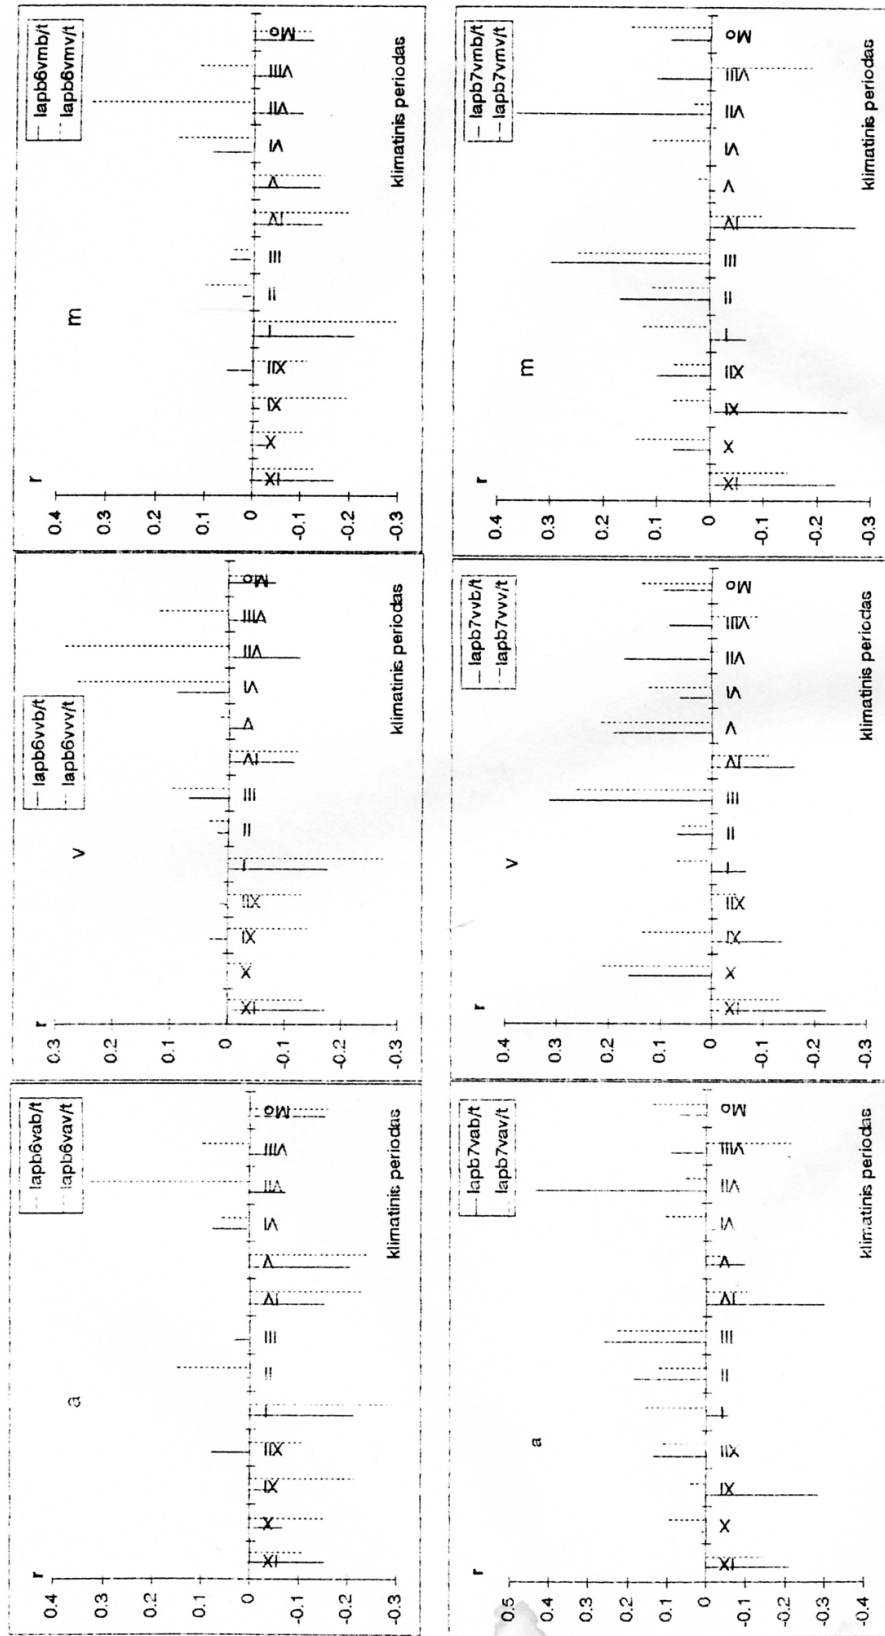 r
a
lapb6vab/t
lapb6vav/t
0.4
0.3
0.2
0.1
0
-0.1
-0.2
-0.3
IX X XI XII I II III IV V VI VII VIII Mo
klimatinis periodas
r
v
lapb6vvb/t
lapb6vvv/t
0.3
0.2
0.1
0
-0.1
-0.2
-0.3
IX X XI XII I II III IV V VI VII VIII Mo
klimatinis periodas
r
m
lapb6vmb/t
lapb6vmv/t
0.4
0.3
0.2
0.1
0
-0.1
-0.2
-0.3
IX X XI XII I II III IV V VI VII VIII Mo
klimatinis periodas
r
a
lapb7vab/t
lapb7vav/t
0.5
0.4
0.3
0.2
0.1
0
-0.1
-0.2
-0.3
-0.4
IX X XI XII I II III IV V VI VII VIII Mo
klimatinis periodas
r
v
lapb7vvb/t
lapb7vvv/t
0.4
0.3
0.2
0.1
0
-0.1
-0.2
-0.3
IX X XI XII I II III IV V VI VII VIII Mo
klimatinis periodas
r
m
lapb7vmb/t
lapb7vmv/t
0.4
0.3
0.2
0.1
0
-0.1
-0.2
-0.3
IX X XI XII I II III IV V VI VII VIII Mo
klimatinis periodas